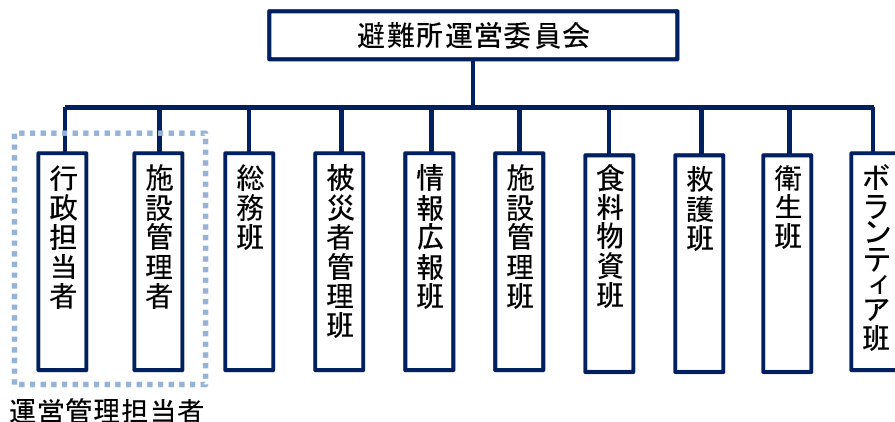 避難所運営委員会
行政担当者
施設管理者
総務班
被災者管理班
情報広報班
施設管理班
食料物資班
救護班
衛生班
ボランティア班
運営管理担当者